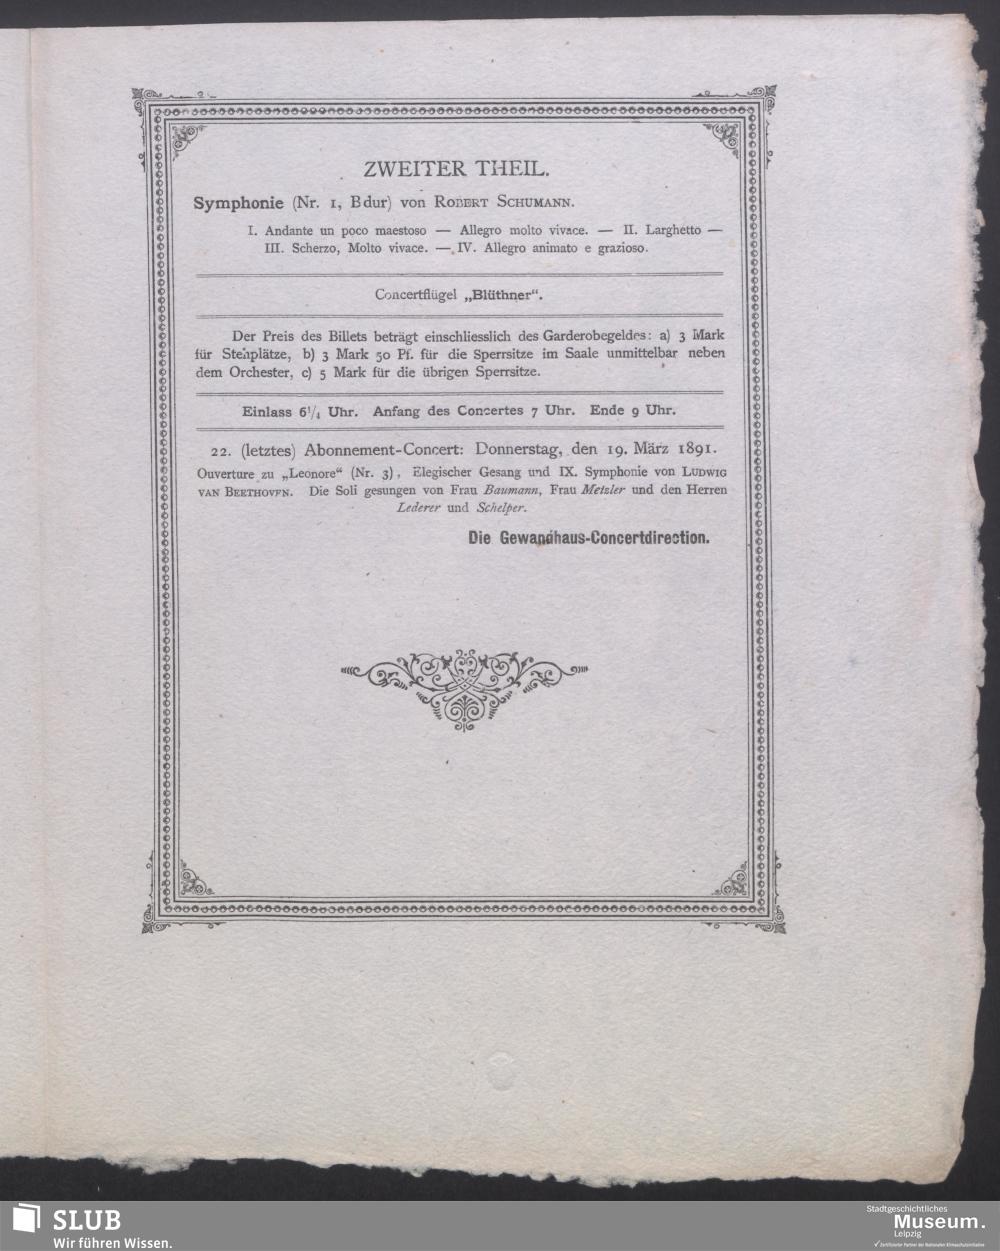 ZWEITER THEIL.
Symphonie (Nr. 1, B dur) von ROBERT SCHUMANN.
I. Andante un poco maestoso — Allegro molto vivace. — II. Larghetto —
III. Scherzo, Molto vivace. — IV. Allegro animato e grazioso.
Concertflügel „Blüthner“.
Der Preis des Billets beträgt einschliesslich des Garderobegeldes: a) 3 Mark
für Stehplätze, b) 3 Mark 50 Pf. für die Sperrsitze im Saale unmittelbar neben
dem Orchester, c) 5 Mark für die übrigen Sperrsitze.
Einlass 6¼ Uhr. Anfang des Concertes 7 Uhr. Ende 9 Uhr.
22. (letztes) Abonnement-Concert: Donnerstag, den 19. März 1891.
Ouverture zu „Leonore“ (Nr. 3), Elegischer Gesang und IX. Symphonie von LUDWIG
VAN BEETHOVEN. Die Soli gesungen von Frau Baumann, Frau Metzler und den Herren
Lederer und Schelper.
Die Gewandhaus-Concertdirection.
SLUB
Wir führen Wissen.
Stadtgeschichtliches
Museum.
Leipzig
Zertifizierter Partner der Nationalen Klimaschutzinitiative